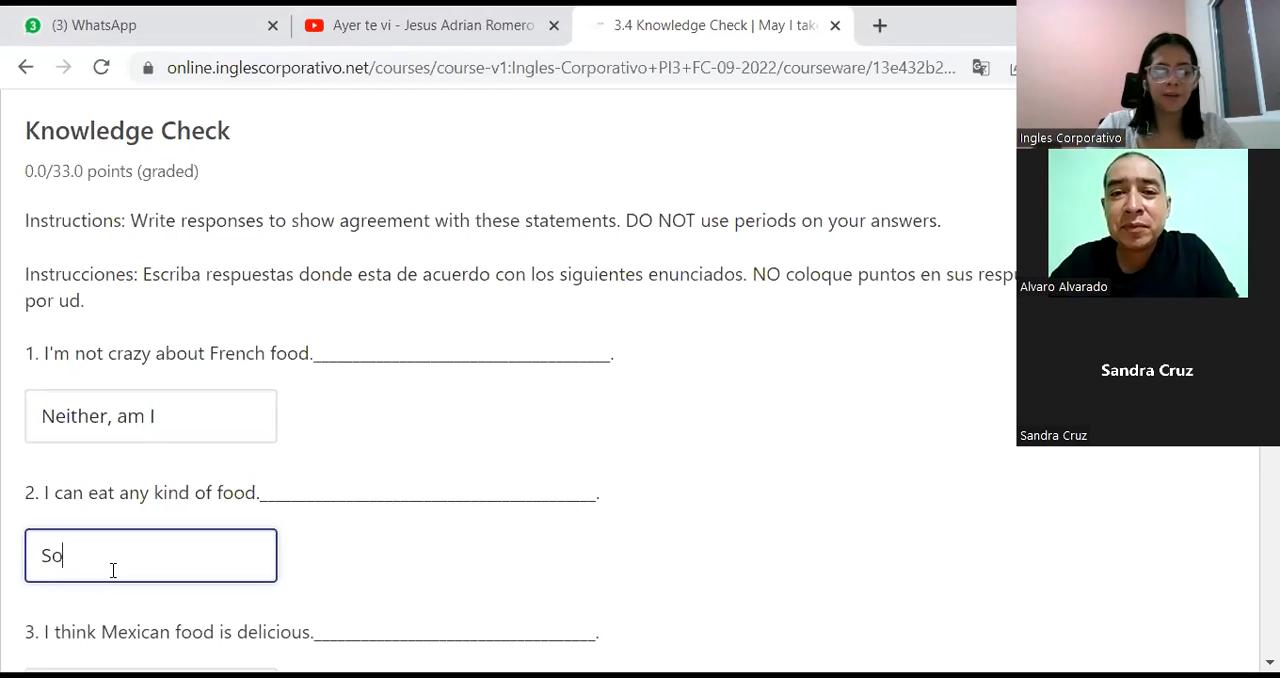 (3) WhatsApp
Ayer te vi - Jesus Adrian Romero
3.4 Knowledge Check | May I tak
online.inglescorporativo.net/courses/course-v1:Ingles-Corporativo+PI3+FC-09-2022/courseware/13e432b2...
Knowledge Check
0.0/33.0 points (graded)
Instructions: Write responses to show agreement with these statements. DO NOT use periods on your answers.
Instrucciones: Escriba respuestas donde esta de acuerdo con los siguientes enunciados. NO coloque puntos en sus resp
por ud.
1. I'm not crazy about French food.__________________________________.
Neither, am I
2. I can eat any kind of food.______________________________________.
So
3. I think Mexican food is delicious.________________________________.
Ingles Corporativo
Alvaro Alvarado
Sandra Cruz
Sandra Cruz